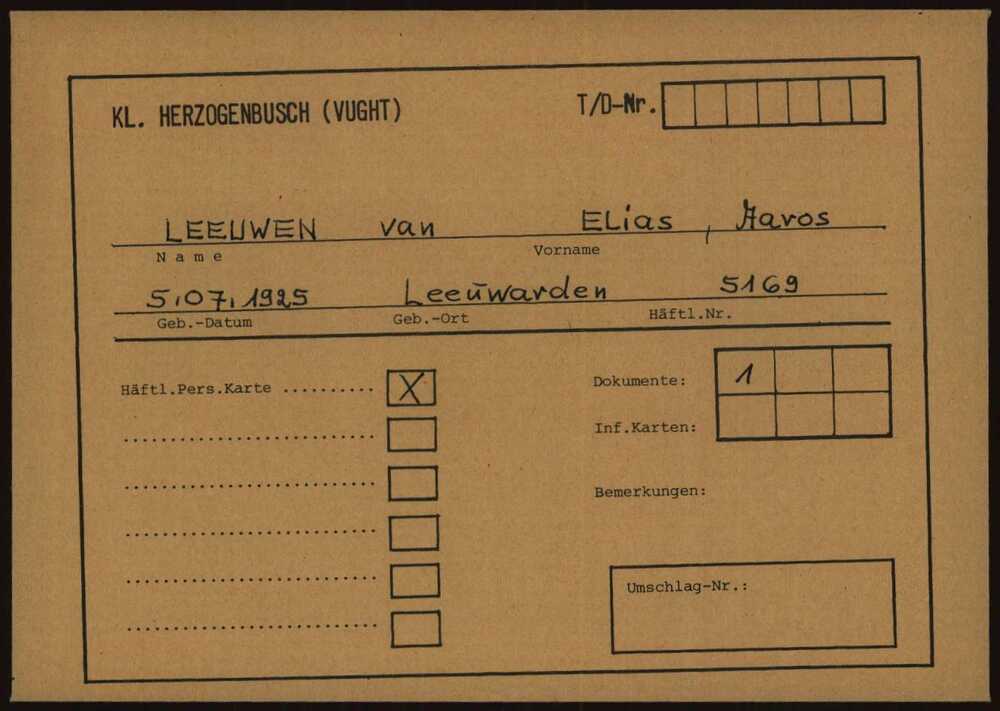 KL. HERZOGENBUSCH (VUGHT) T/D-Nr.
LEEUWEN van ELias, Aaros
Name Vorname
5.07.1925 Leeuwarden 5169
Geb.-Datum Geb.-Ort Häftl.Nr.
Häftl.Pers.Karte .......... X Dokumente: 1
Inf.Karten:
Bemerkungen:
Umschlag-Nr.: